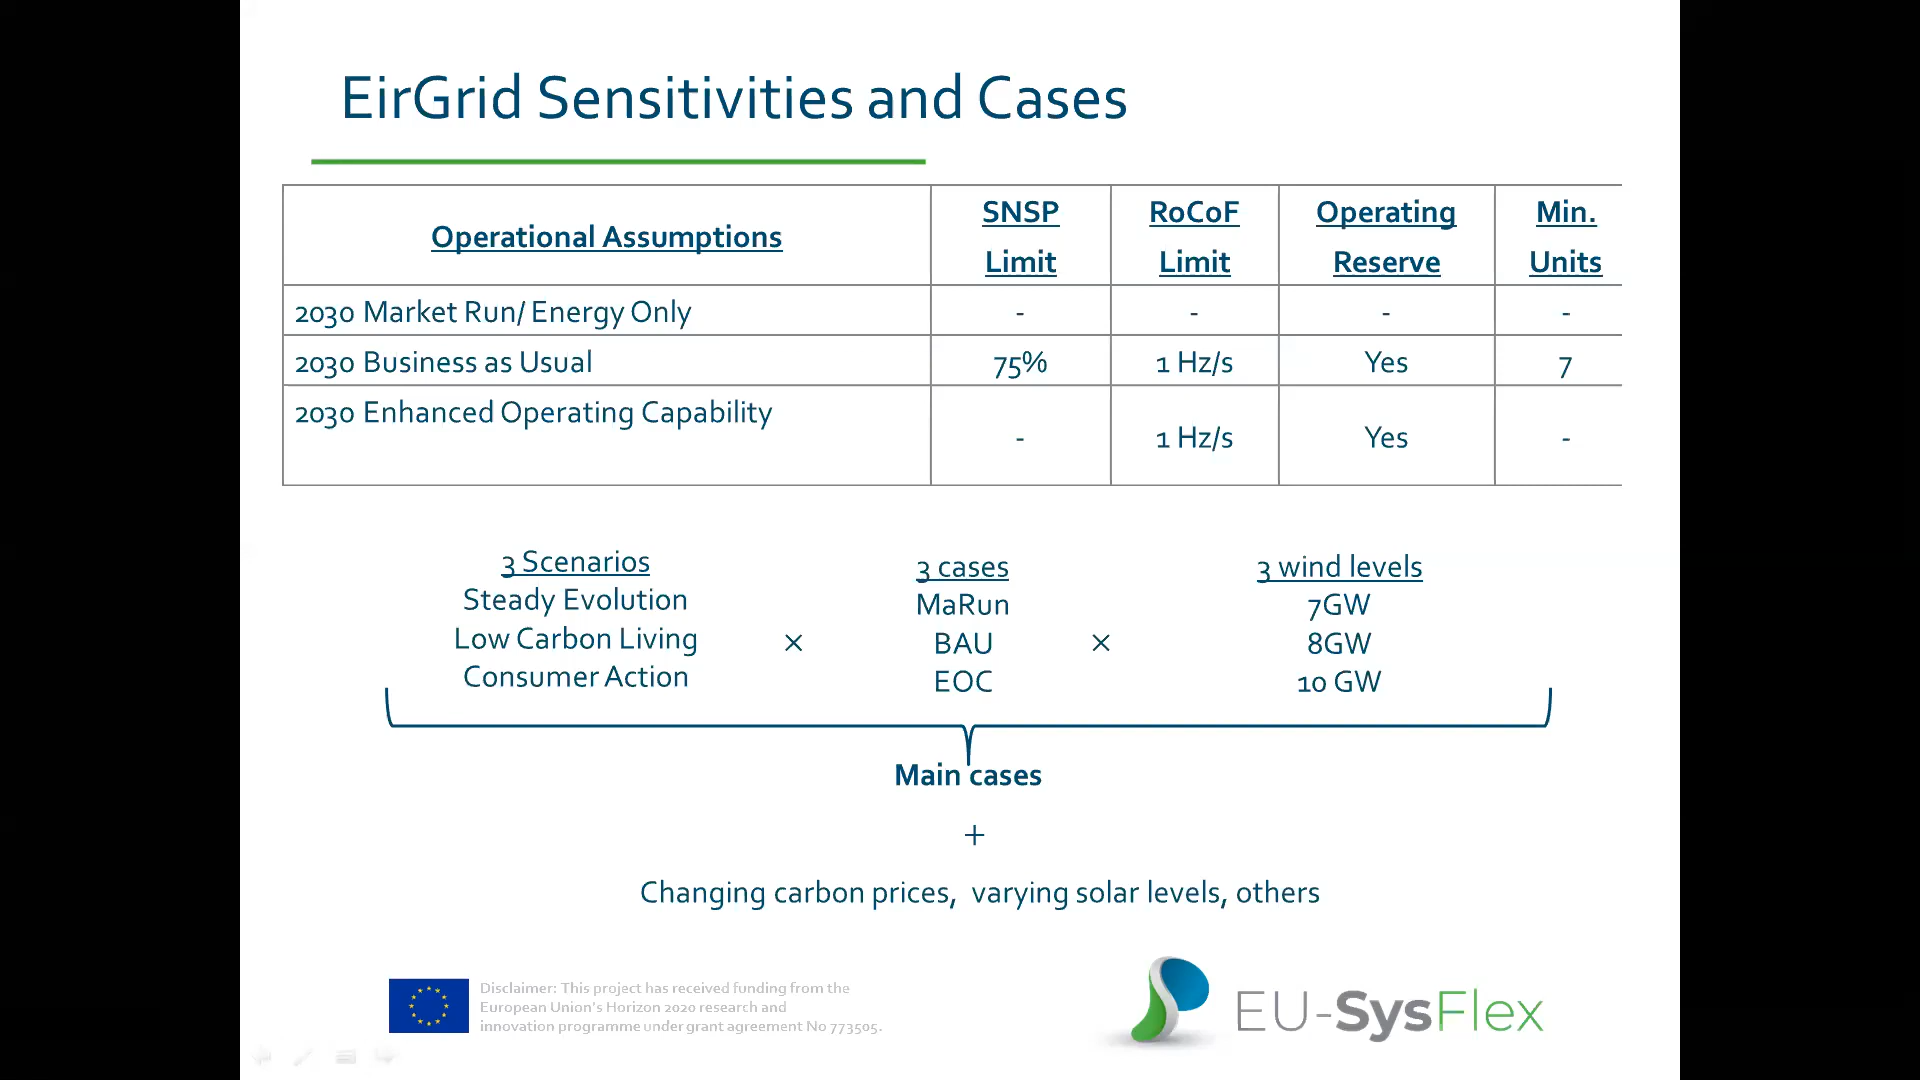 EirGrid Sensitivities and Cases
Operational Assumptions
SNSP Limit
RoCoF Limit
Operating Reserve
Min. Units
2030 Market Run/ Energy Only - - - -
2030 Business as Usual 75% 1 Hz/s Yes 7
2030 Enhanced Operating Capability - 1 Hz/s Yes -
3 Scenarios
Steady Evolution
Low Carbon Living
Consumer Action
×
3 cases
MaRun
BAU
EOC
×
3 wind levels
7GW
8GW
10 GW
Main cases
+
Changing carbon prices, varying solar levels, others
Disclaimer: This project has received funding from the
European Union's Horizon 2020 research and
innovation programme under grant agreement No 773505.
EU-SysFlex